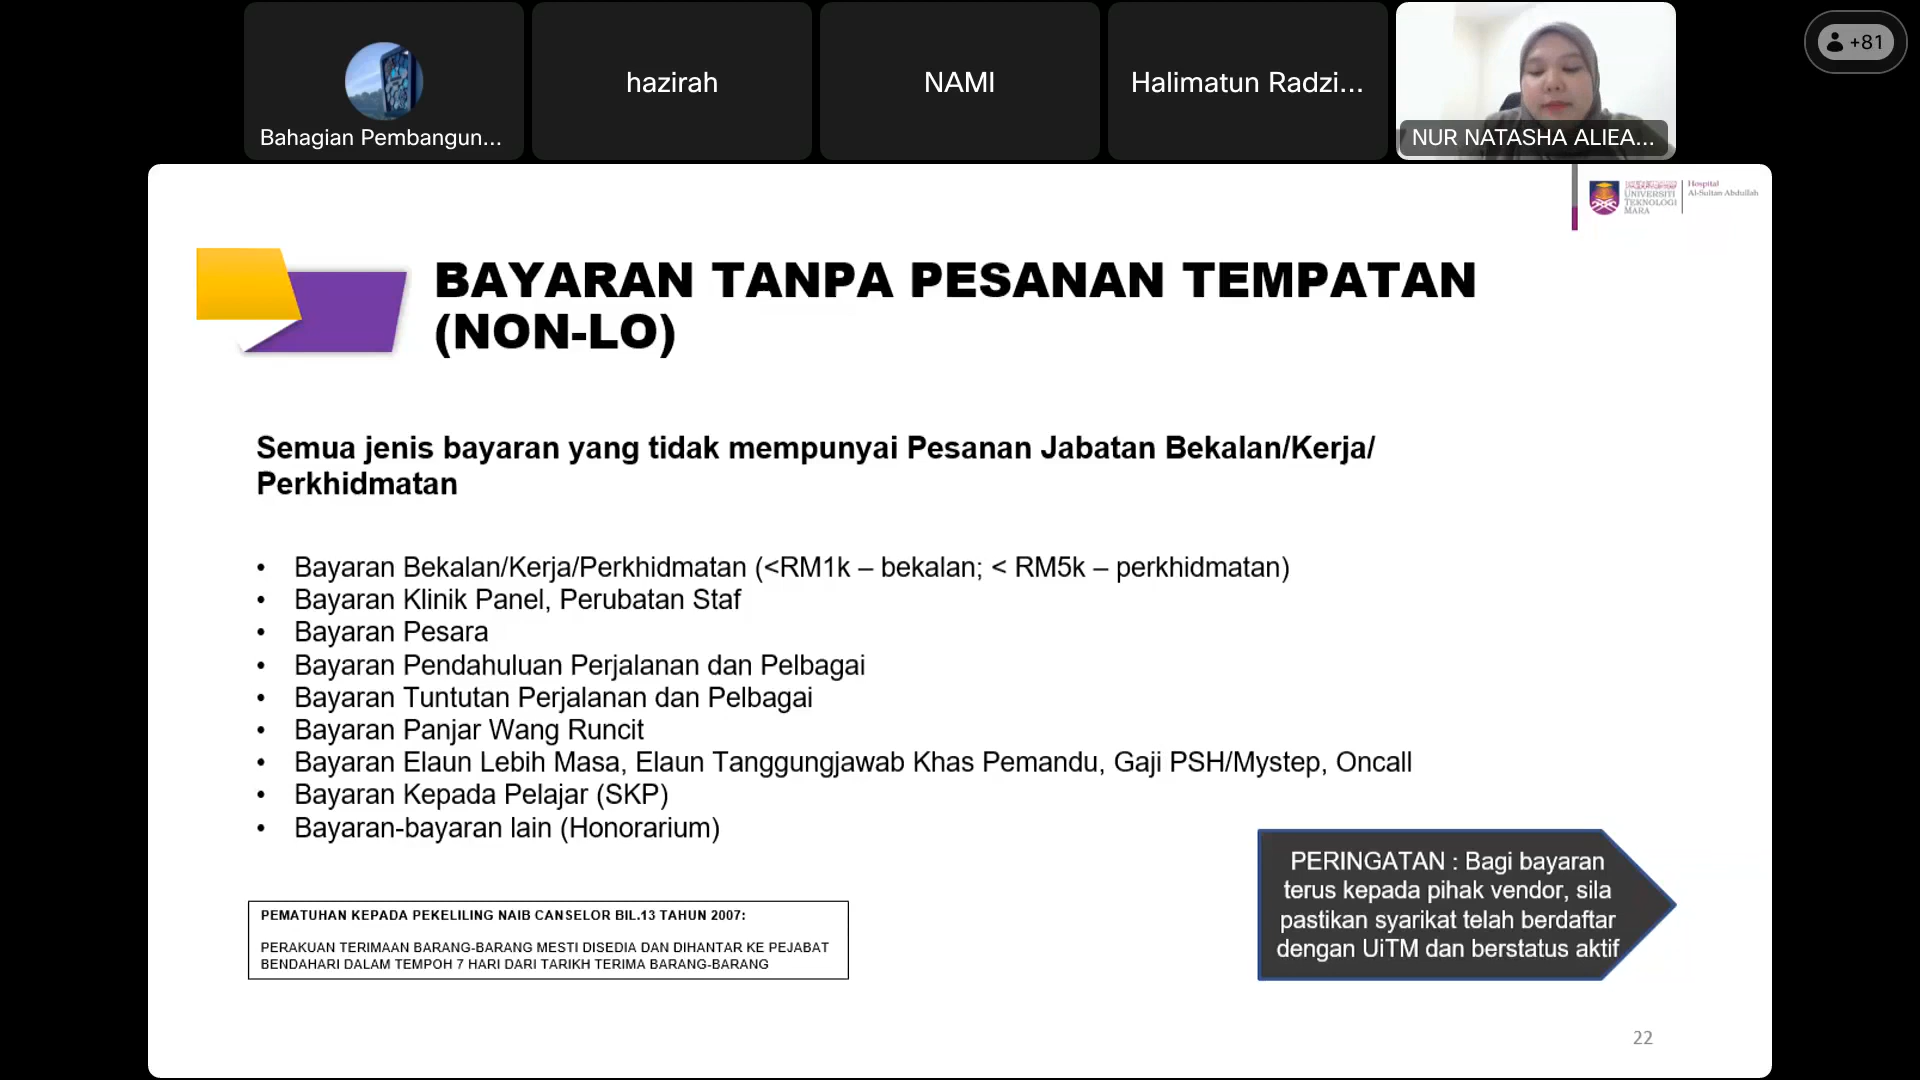 Bahagian Pembangun...
hazirah
NAMI
Halimatun Radzi...
NUR NATASHA ALIEA...
+81
UNIVERSITI
TEKNOLOGI
MARA
Hospital
Al-Sultan Abdullah
BAYARAN TANPA PESANAN TEMPATAN
(NON-LO)
Semua jenis bayaran yang tidak mempunyai Pesanan Jabatan Bekalan/Kerja/
Perkhidmatan
• Bayaran Bekalan/Kerja/Perkhidmatan (<RM1k – bekalan; < RM5k – perkhidmatan)
• Bayaran Klinik Panel, Perubatan Staf
• Bayaran Pesara
• Bayaran Pendahuluan Perjalanan dan Pelbagai
• Bayaran Tuntutan Perjalanan dan Pelbagai
• Bayaran Panjar Wang Runcit
• Bayaran Elaun Lebih Masa, Elaun Tanggungjawab Khas Pemandu, Gaji PSH/Mystep, Oncall
• Bayaran Kepada Pelajar (SKP)
• Bayaran-bayaran lain (Honorarium)
PERINGATAN : Bagi bayaran
terus kepada pihak vendor, sila
pastikan syarikat telah berdaftar
dengan UiTM dan berstatus aktif
PEMATUHAN KEPADA PEKELILING NAIB CANSELOR BIL.13 TAHUN 2007:
PERAKUAN TERIMAAN BARANG-BARANG MESTI DISEDIA DAN DIHANTAR KE PEJABAT
BENDAHARI DALAM TEMPOH 7 HARI DARI TARIKH TERIMA BARANG-BARANG
22